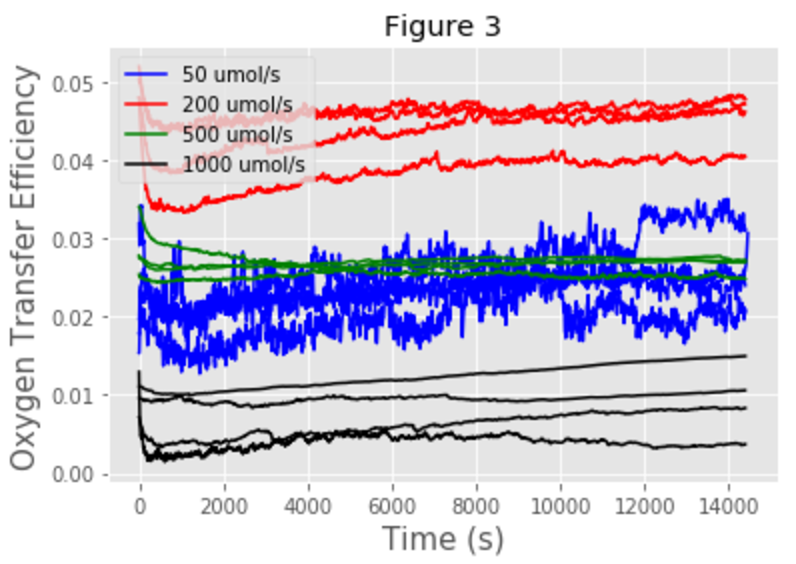 Figure 3
50 umol/s
200 umol/s
500 umol/s
1000 umol/s
Oxygen Transfer Efficiency
0.05
0.04
0.03
0.02
0.01
0.00
0 2000 4000 6000 8000 10000 12000 14000
Time (s)